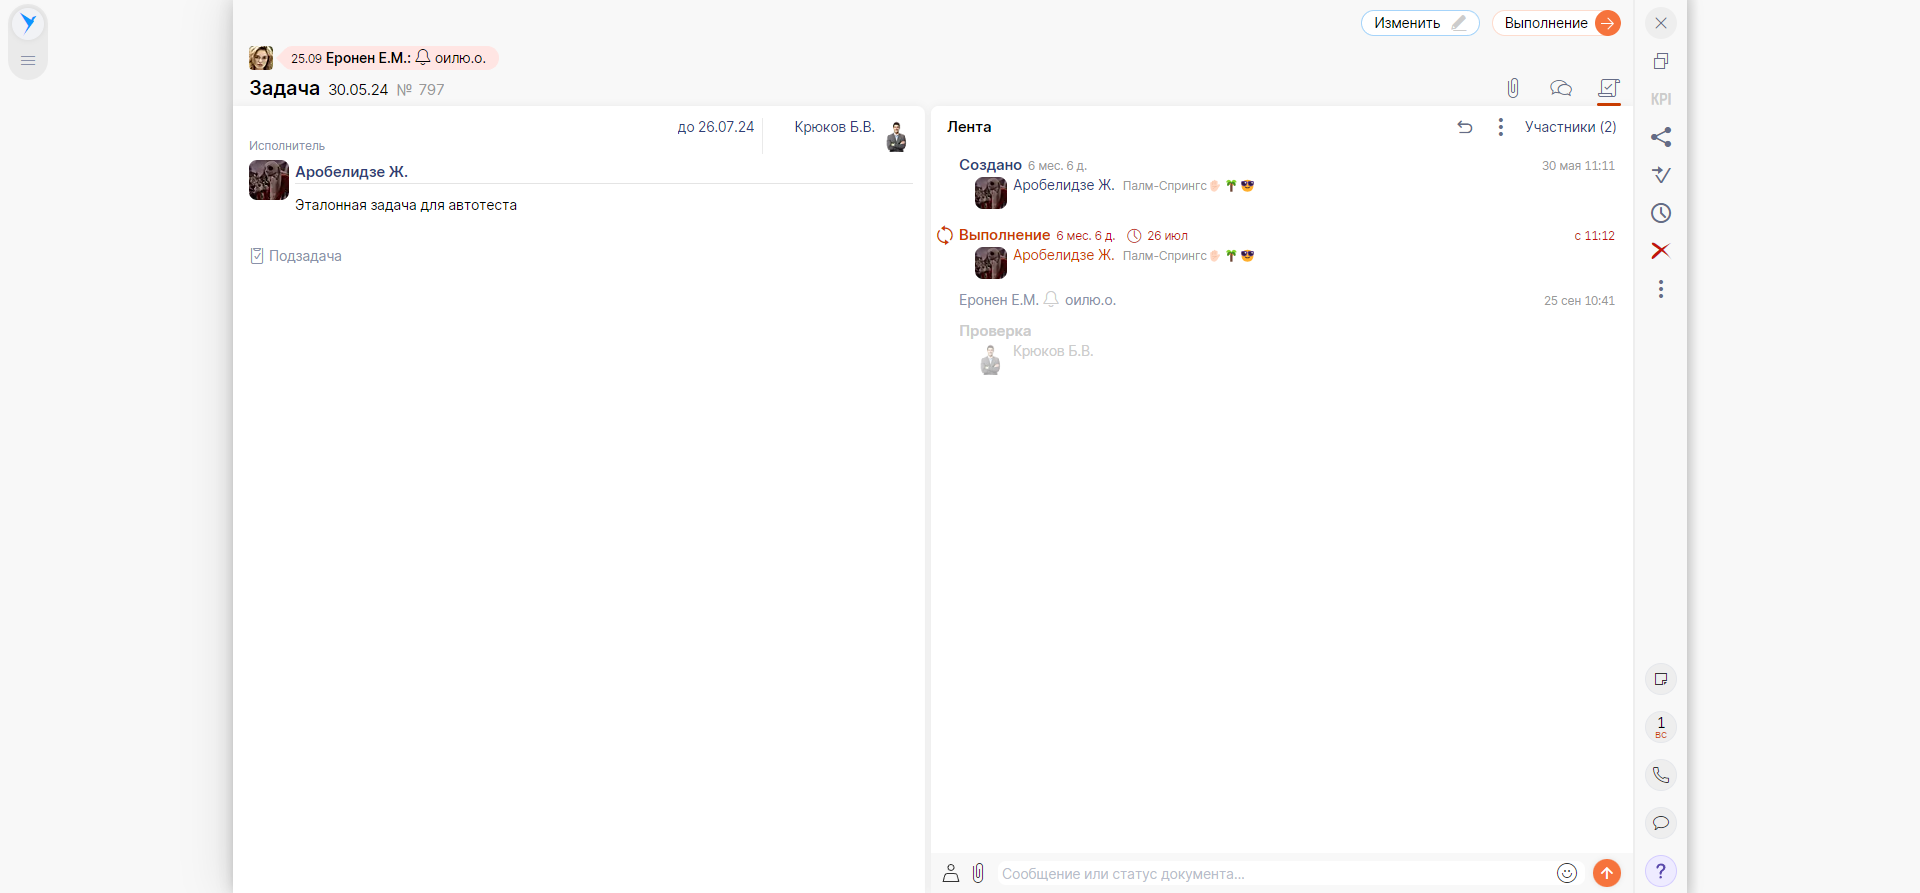 Изменить
Выполнение
25.09 Еронен Е.М.: оилю.о.
Задача 30.05.24 № 797
до 26.07.24
Крюков Б.В.
Исполнитель
Аробелидзе Ж.
Эталонная задача для автотеста
Подзадача
Лента
Участники (2)
Создано 6 мес. 6 д. 30 мая 11:11
Аробелидзе Ж. Палм-Спрингс
Выполнение 6 мес. 6 д. 26 июл с 11:12
Аробелидзе Ж. Палм-Спрингс
Еронен Е.М. оилю.о. 25 сен 10:41
Проверка
Крюков Б.В.
Сообщение или статус документа...
KPI
1
ВС
?